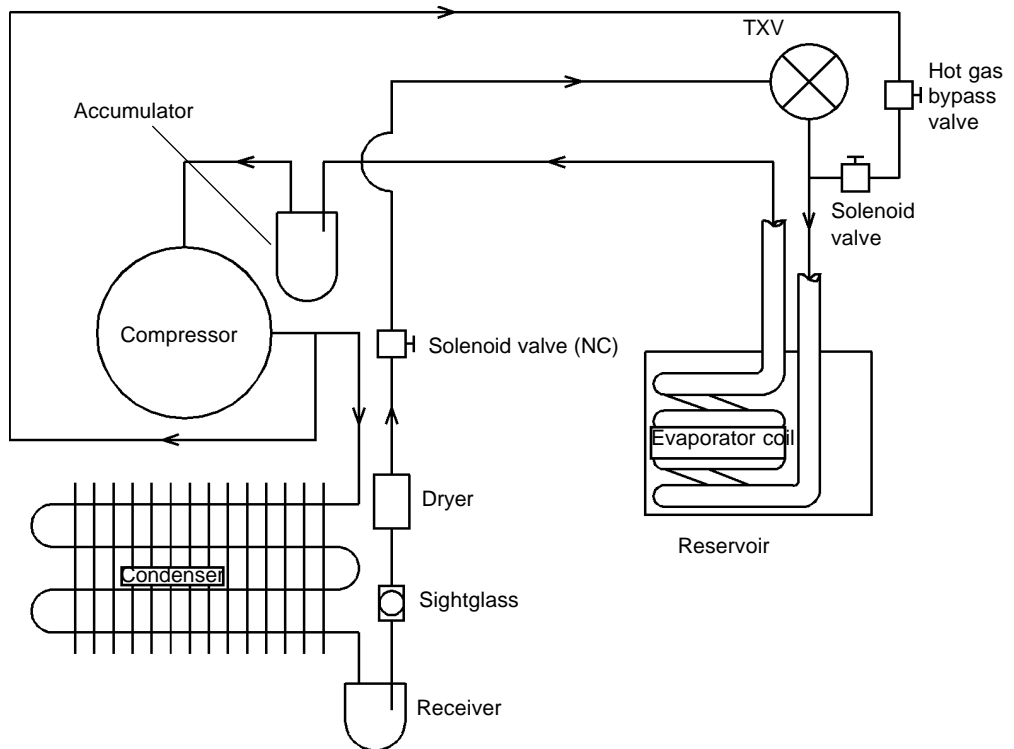 TXV
Hot gas
bypass
valve
Accumulator
Solenoid
valve
Compressor
Solenoid valve (NC)
Evaporator coil
Dryer
Reservoir
Condenser
Sightglass
Receiver